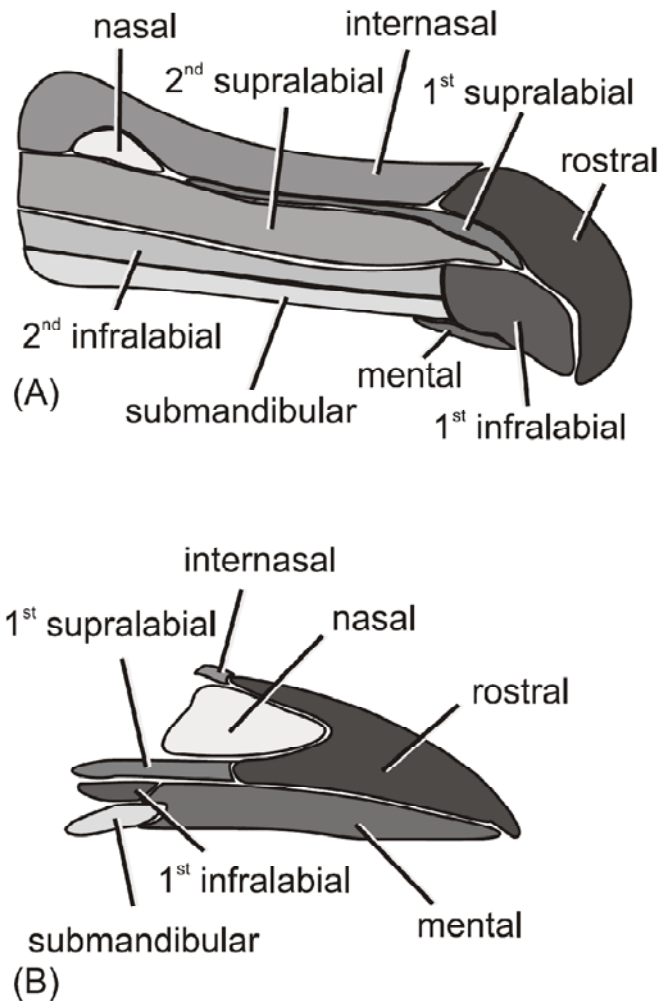 nasal
internasal
2nd supralabial
1st supralabial
rostral
2nd infralabial
mental
(A)
submandibular
1st infralabial
internasal
1st supralabial
nasal
rostral
1st infralabial
mental
submandibular
(B)